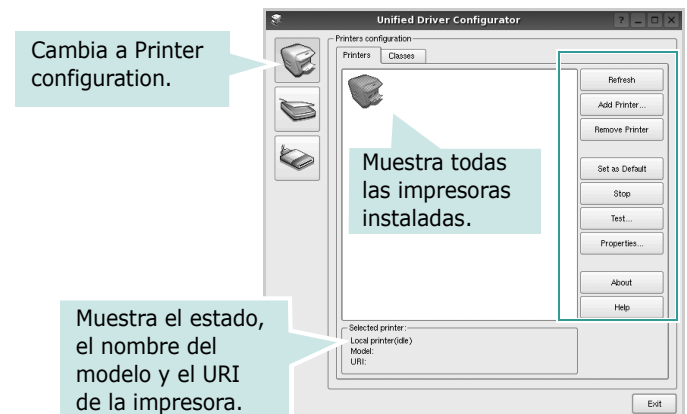 Unified Driver Configurator
Cambia a Printer
configuration.
Printers configuration
Printers
Classes
Muestra todas
las impresoras
instaladas.
Refresh
Add Printer...
Remove Printer
Set as Default
Stop
Test...
Properties...
About
Help
Muestra el estado,
el nombre del
modelo y el URI
de la impresora.
Selected printer:
Local printer(idle)
Model:
URI:
Exit